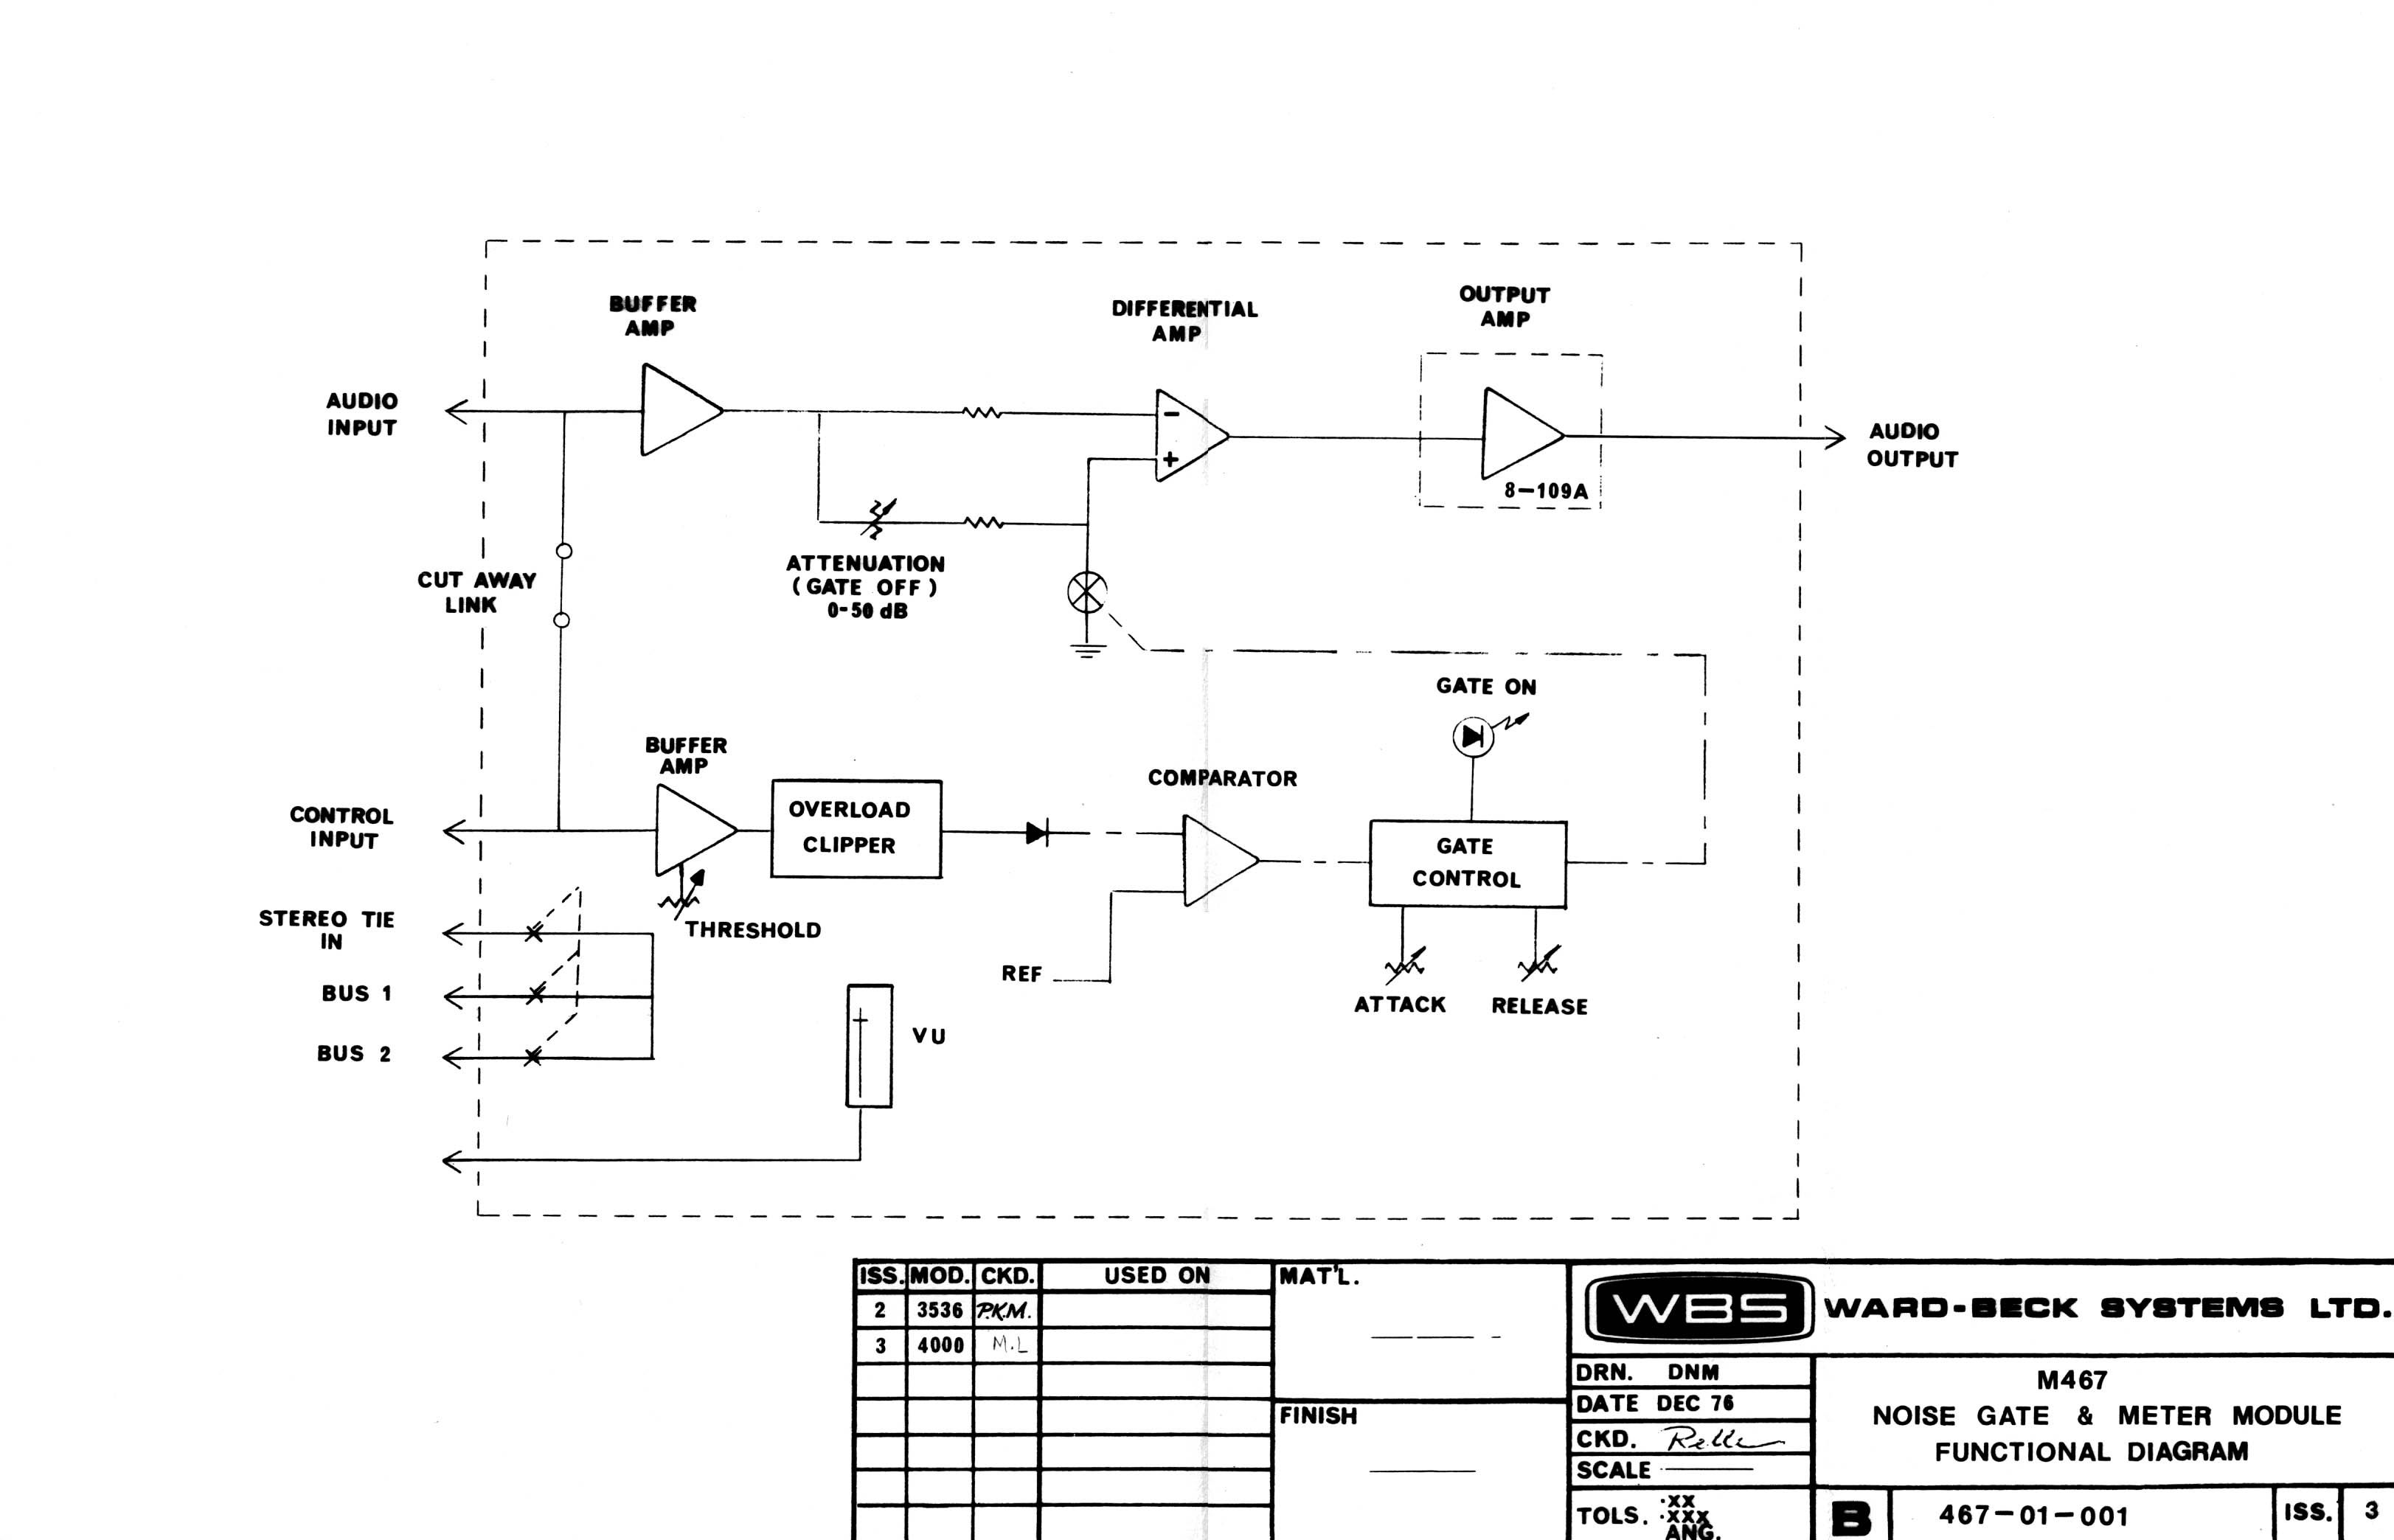 BUFFER
AMP
DIFFERENTIAL
AMP
OUTPUT
AMP
AUDIO
INPUT
-
+
8-109A
AUDIO
OUTPUT
ATTENUATION
(GATE OFF)
0-50 dB
CUT AWAY
LINK
GATE ON
BUFFER
AMP
CONTROL
INPUT
OVERLOAD
CLIPPER
COMPARATOR
GATE
CONTROL
THRESHOLD
STEREO TIE
IN
BUS 1
BUS 2
REF
ATTACK
RELEASE
VU
ISS. MOD. CKD. USED ON
2 3536 P.K.M.
3 4000 M.L
MAT'L.
FINISH
WBS WARD-BECK SYSTEMS LTD.
DRN. DNM
DATE DEC 76
CKD.
SCALE
TOLS. .XX
.XXX
ANG.
M467
NOISE GATE & METER MODULE
FUNCTIONAL DIAGRAM
B 467-01-001 ISS. 3